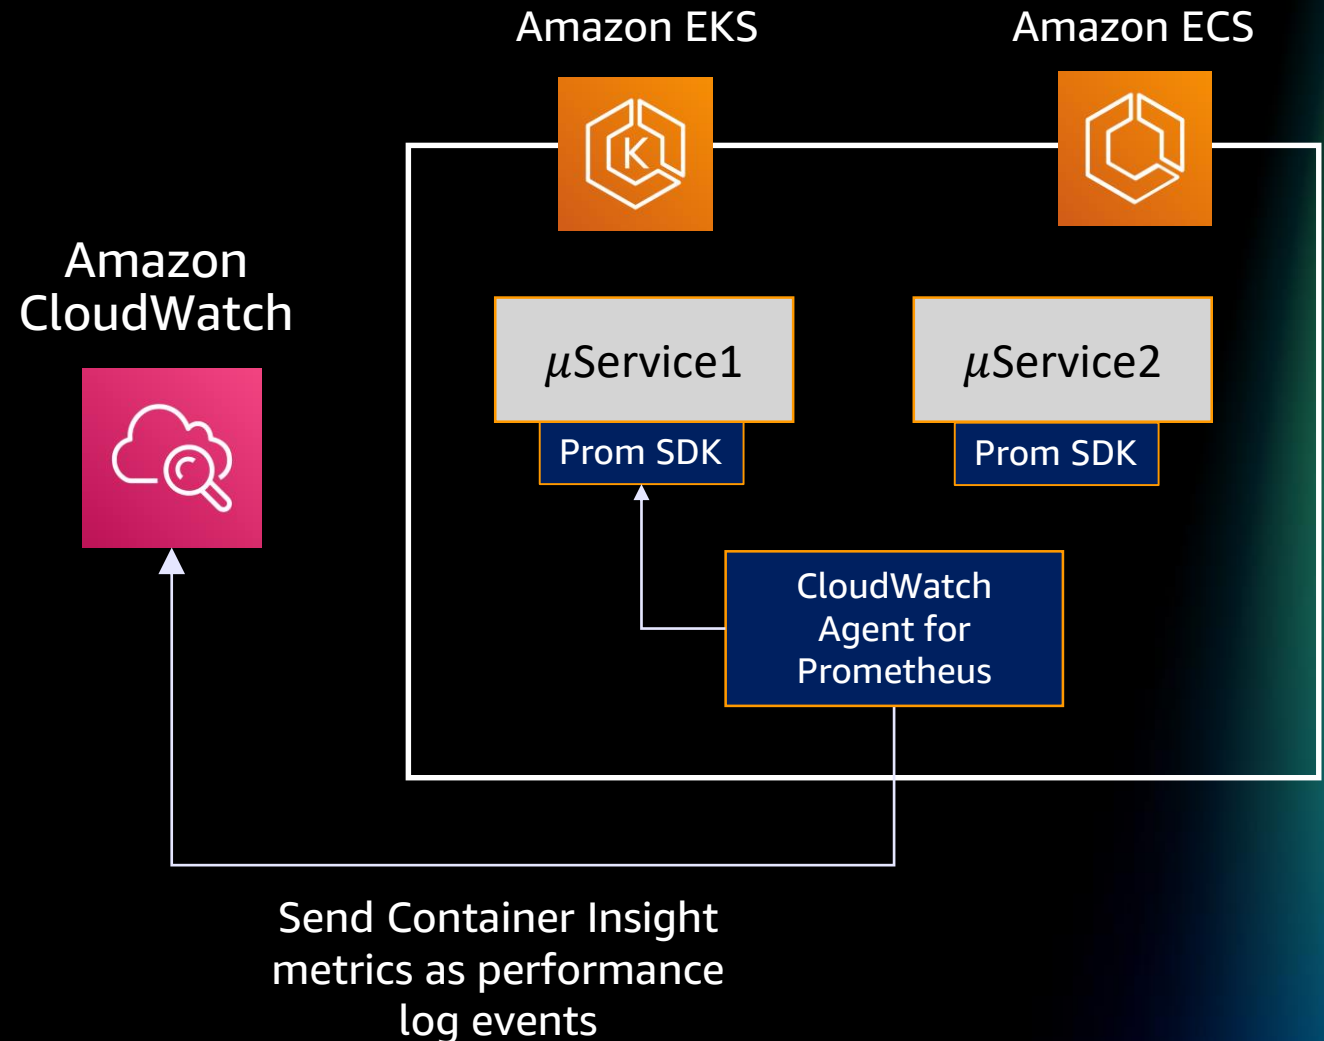 Amazon EKS
Amazon ECS
K
Amazon
CloudWatch
𝜇Service1
𝜇Service2
Prom SDK
Prom SDK
CloudWatch
Agent for
Prometheus
Send Container Insight
metrics as performance
log events